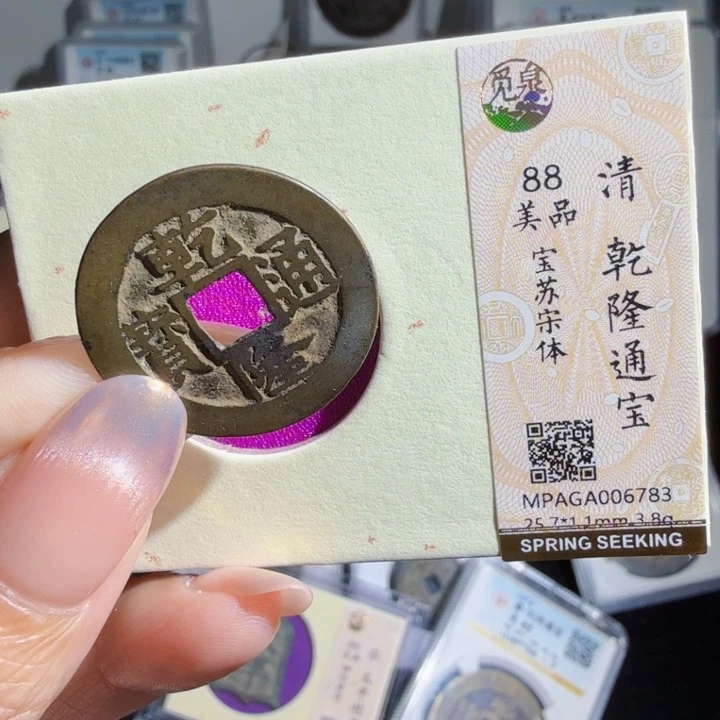 乾隆通寳
觅泉
清 乾隆通宝
88
美品
宝苏宋体
MPAGA006783
25.7*1.1mm 3.8g
SPRING SEEKING